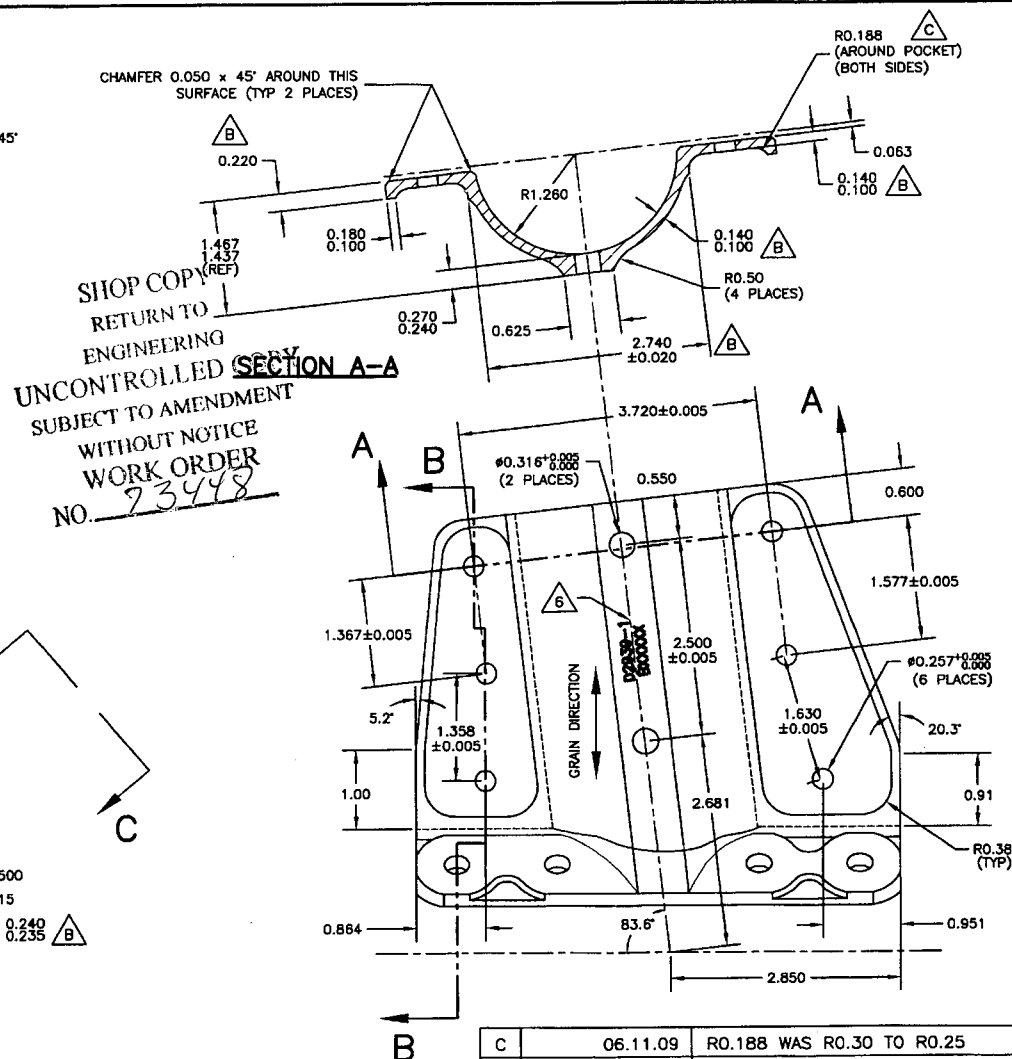 CHAMFER 0.050 x 45° AROUND THIS
SURFACE (TYP 2 PLACES)
R0.188
(AROUND POCKET)
(BOTH SIDES)
C
45°
B
0.220
0.063
0.140
0.100
B
R1.260
0.180
0.100
1.467
1.437
(REF)
0.140
0.100
B
R0.50
(4 PLACES)
0.270
0.240
0.625
2.740
±0.020
B
SHOP COPY
RETURN TO
ENGINEERING
UNCONTROLLED COPY
SUBJECT TO AMENDMENT
WITHOUT NOTICE
WORK ORDER
NO. 73448
SECTION A-A
A
B
3.720±0.005
A
Ø0.316+0.005
0.000
(2 PLACES)
0.550
0.600
1.577±0.005
1.367±0.005
6
D2939-1
BXXXXX
2.500
±0.005
Ø0.257+0.005
0.000
(6 PLACES)
5.2°
1.358
±0.005
GRAIN DIRECTION
1.630
±0.005
20.3°
1.00
2.681
0.91
C
R0.38
(TYP)
500
15
0.240
0.235
B
0.884
83.6°
0.951
2.850
B
C 06.11.09 R0.188 WAS R0.30 TO R0.25